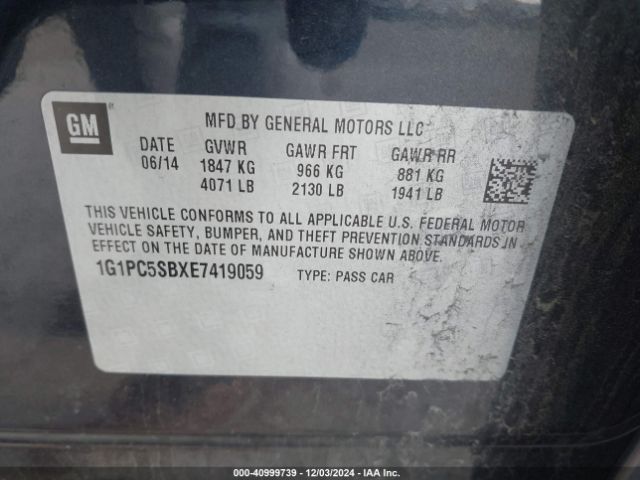 GM
MFD BY GENERAL MOTORS LLC
DATE GVWR GAWR FRT GAWR RR
06/14 1847 KG 966 KG 881 KG
4071 LB 2130 LB 1941 LB
THIS VEHICLE CONFORMS TO ALL APPLICABLE U.S. FEDERAL MOTOR
VEHICLE SAFETY, BUMPER, AND THEFT PREVENTION STANDARDS IN
EFFECT ON THE DATE OF MANUFACTURE SHOWN ABOVE.
1G1PC5SBXE7419059 TYPE: PASS CAR
000-40999739 - 12/03/2024 - IAA Inc.